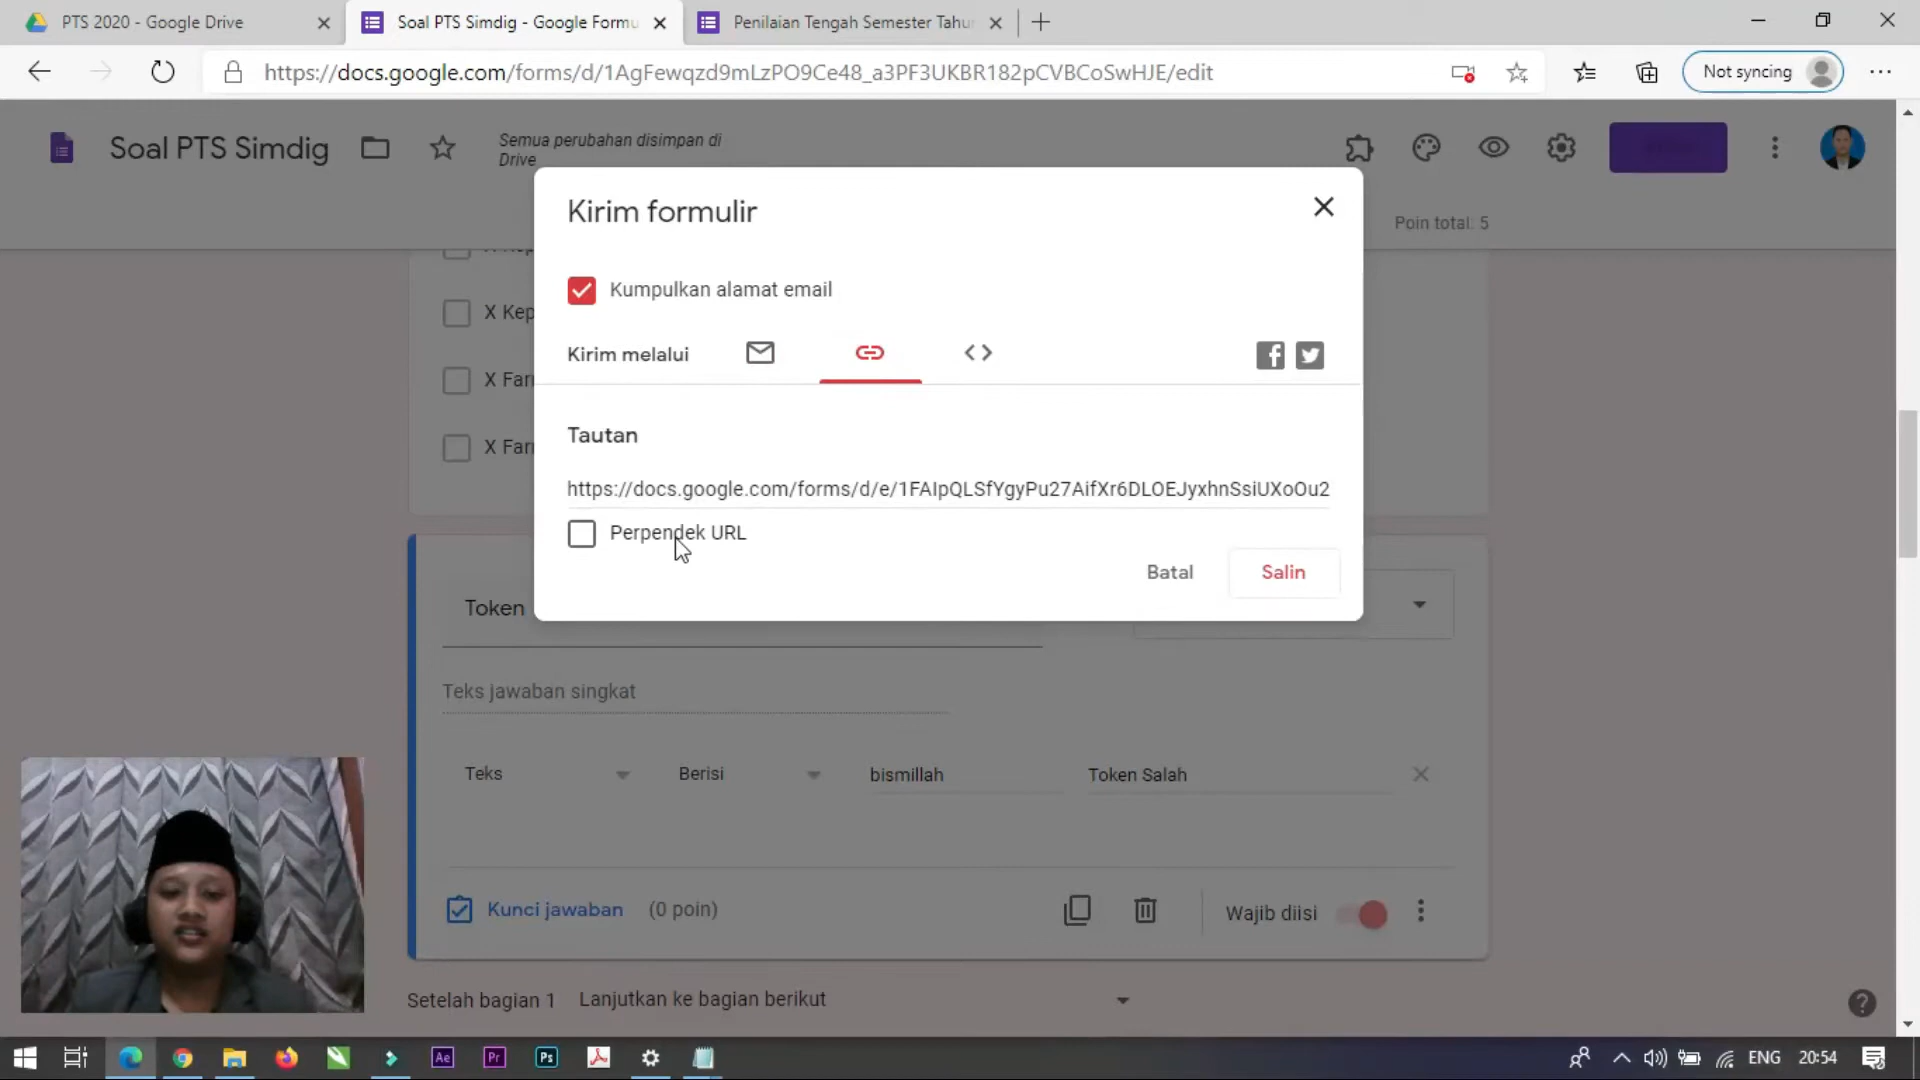 PTS 2020 - Google Drive
Soal PTS Simdig - Google Formu
Penilaian Tengah Semester Tahu
https://docs.google.com/forms/d/1AgFewqzd9mLzPO9Ce48_a3PF3UKBR182pCVBCoSwHJE/edit
Not syncing
Soal PTS Simdig
Semua perubahan disimpan di
Drive
Poin total: 5
Kirim formulir
Kumpulkan alamat email
Kirim melalui
Tautan
https://docs.google.com/forms/d/e/1FAIpQLSfYgyPu27AifXr6DLOEJyxhnSsiUXoOu2
Perpendek URL
Batal
Salin
X Kep
X Far
X Far
Token
Teks jawaban singkat
Teks
Berisi
bismillah
Token Salah
Kunci jawaban
(0 poin)
Wajib diisi
Setelah bagian 1
Lanjutkan ke bagian berikut
Ae
Pr
Ps
ENG
20:54